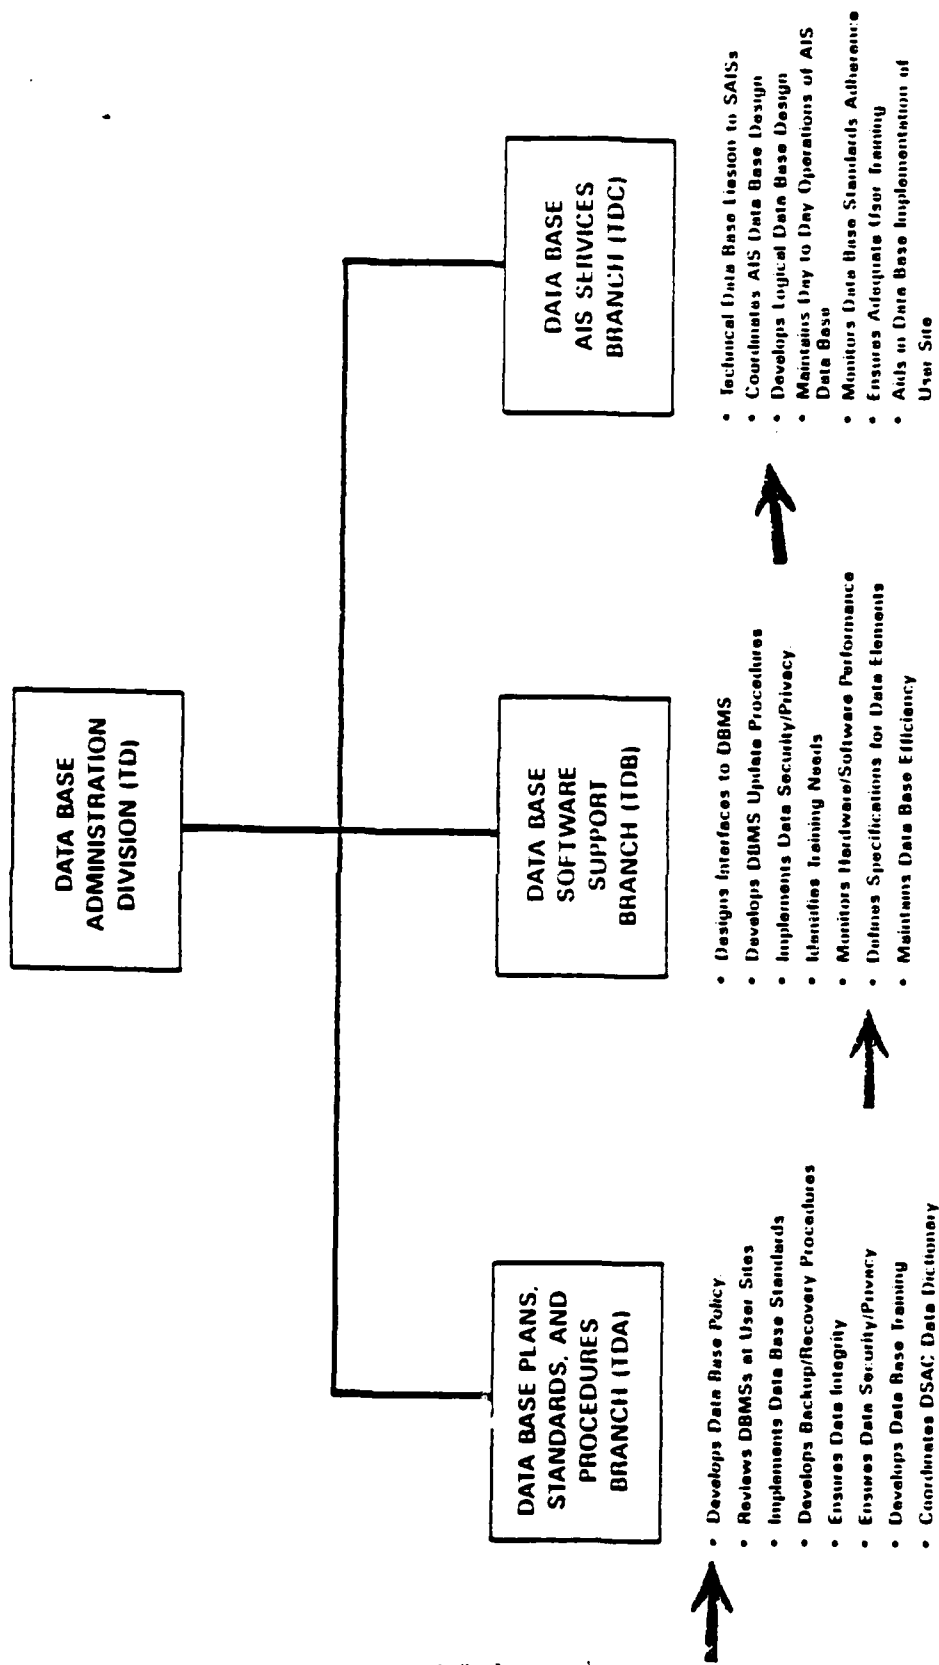 DATA BASE
ADMINISTRATION
DIVISION (TD)
DATA BASE PLANS,
STANDARDS, AND
PROCEDURES
BRANCH (TDA)
• Develops Data Base Policy
• Reviews DBMSs at User Sites
• Implements Data Base Standards
• Develops Backup/Recovery Procedures
• Ensures Data Integrity
• Ensures Data Security/Privacy
• Develops Data Base Training
• Coordinates DSAC Data Dictionary
DATA BASE
SOFTWARE
SUPPORT
BRANCH (TDB)
• Designs Interfaces to DBMS
• Develops DBMS Update Procedures
• Implements Data Security/Privacy
• Identifies Training Needs
• Monitors Hardware/Software Performance
• Defines Specifications for Data Elements
• Maintains Data Base Efficiency
DATA BASE
AIS SERVICES
BRANCH (TDC)
• Technical Data Base Liasion to SAISs
• Coordinates AIS Data Base Design
• Develops Logical Data Base Design
• Maintains Day to Day Operations of AIS
Data Base
• Monitors Data Base Standards Adherence
• Ensures Adequate User Training
• Aids in Data Base Implementation of
User Site